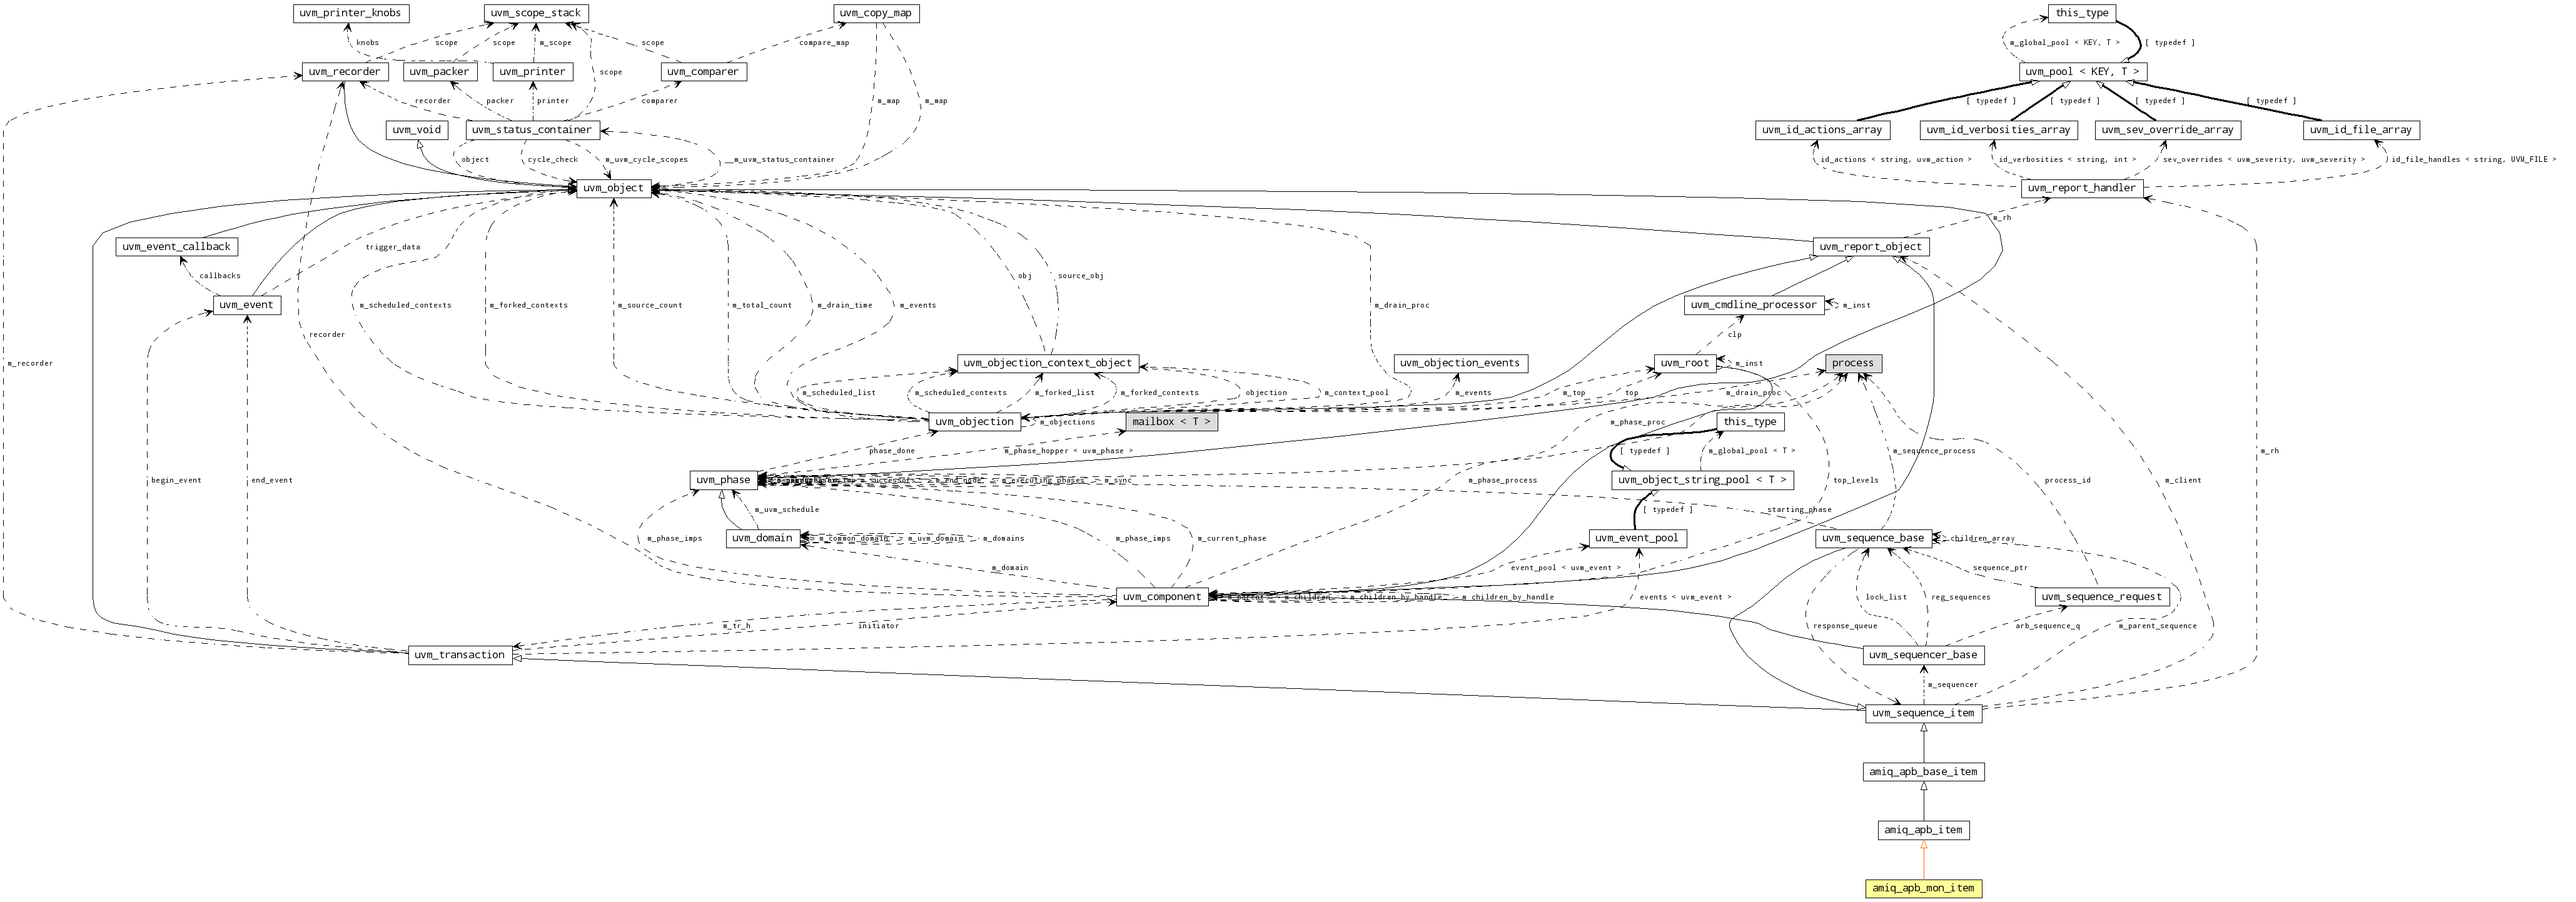 uvm_printer_knobs
uvm_scope_stack
uvm_copy_map
this_type
knobs
scope
scope
m_scope
scope
compare_map
m_global_pool < KEY, T >
[ typedef ]
uvm_recorder
uvm_packer
uvm_printer
scope
uvm_comparer
uvm_pool < KEY, T >
recorder
packer
printer
comparer
m_map
m_map
[ typedef ]
[ typedef ]
[ typedef ]
[ typedef ]
uvm_void
uvm_status_container
uvm_id_actions_array
uvm_id_verbosities_array
uvm_sev_override_array
uvm_id_file_array
object
cycle_check
m_uvm_cycle_scopes
__m_uvm_status_container
id_actions < string, uvm_action >
id_verbosities < string, int >
sev_overrides < uvm_severity, uvm_severity >
id_file_handles < string, UVM_FILE >
uvm_object
uvm_report_handler
m_rh
uvm_event_callback
trigger_data
uvm_report_object
callbacks
obj
source_obj
uvm_event
m_scheduled_contexts
m_forked_contexts
m_source_count
m_total_count
m_drain_time
m_events
m_drain_proc
uvm_cmdline_processor
m_inst
recorder
clp
m_recorder
uvm_objection_context_object
uvm_objection_events
uvm_root
m_inst
process
m_scheduled_list
m_scheduled_contexts
m_forked_list
m_forked_contexts
objection
m_context_pool
m_events
m_top
top
m_drain_proc
uvm_objection
m_objections
mailbox < T >
m_phase_proc
this_type
phase_done
m_phase_hopper < uvm_phase >
[ typedef ]
m_global_pool < T >
m_sequence_process
m_rh
begin_event
end_event
uvm_phase
m_successors
m_end_node
m_executing_phases
m_sync
m_phase_process
uvm_object_string_pool < T >
top_levels
process_id
m_client
m_uvm_schedule
[ typedef ]
starting_phase
uvm_domain
m_common_domain
m_uvm_domain
m_domains
m_phase_imps
m_phase_imps
m_current_phase
uvm_event_pool
uvm_sequence_base
children_array
m_domain
event_pool < uvm_event >
sequence_ptr
uvm_component
m_children
m_children_by_handle
m_children_by_handle
events < uvm_event >
lock_list
reg_sequences
uvm_sequence_request
m_tr_h
initiator
response_queue
arb_sequence_q
m_parent_sequence
uvm_transaction
uvm_sequencer_base
m_sequencer
uvm_sequence_item
amiq_apb_base_item
amiq_apb_item
amiq_apb_mon_item